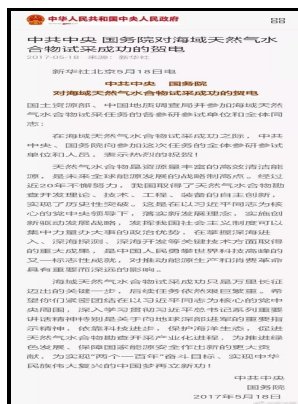 中华人民共和国中央人民政府
中共中央 国务院对海域天然气水
合物试采成功的贺电
2017-05-18 来源：新华社
新华社北京5月18日电
中共中央 国务院
对海域天然气水合物试采成功的贺电
国土资源部、中国地质调查局并参加海域天然
气水合物试采任务的各参研参试单位和全体同
志：
在海域天然气水合物试采成功之际，中共中
央、国务院向参加这次任务的全体参研参试
单位和人员，表示热烈的祝贺！
天然气水合物是资源量丰富的高效清洁能
源，是未来全球能源发展的战略制高点。经过
近20年不懈努力，我国取得了天然气水合物勘
查开发理论、技术、工程、装备的自主创新，
实现了历史性突破。这是在以习近平同志为核
心的党中央领导下，落实新发展理念，实施创
新驱动发展战略，发挥我国社会主义制度可以
集中力量办大事的政治优势，在掌握深海进
入、深海探测、深海开发等关键技术方面取得
的重大成果，是中国人民勇攀世界科技高峰的
又一标志性成就，对推动能源生产和消费革命
具有重要而深远的影响。
海域天然气水合物试采成功只是万里长征
迈出的关键一步，后续任务依然艰巨繁重。希
望你们紧密团结在以习近平同志为核心的党中
央周围，深入学习贯彻习近平总书记系列重要
讲话精神特别是关于向地球深部进军的重要指
示精神，依靠科技进步，保护海洋生态，促进
天然气水合物勘查开采产业化进程，为推进绿
色发展、保障国家能源安全作出新的更大贡
献，为实现“两个一百年”奋斗目标、实现中华
民族伟大复兴的中国梦再立新功！
中共中央
国务院
2017年5月18日